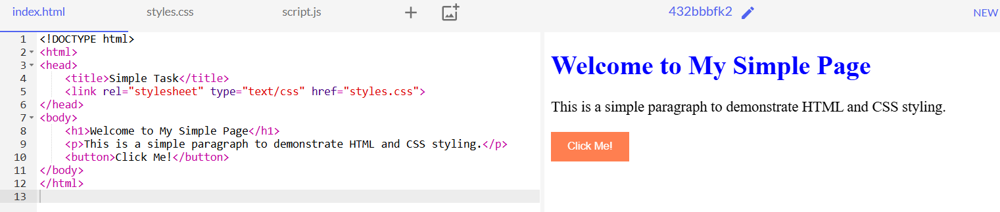 index.html styles.css script.js 432bbbfk2 NEW
1 <!DOCTYPE html>
2 <html>
3 <head>
4     <title>Simple Task</title>
5     <link rel="stylesheet" type="text/css" href="styles.css">
6 </head>
7 <body>
8     <h1>Welcome to My Simple Page</h1>
9     <p>This is a simple paragraph to demonstrate HTML and CSS styling.</p>
10     <button>Click Me!</button>
11 </body>
12 </html>
13
Welcome to My Simple Page
This is a simple paragraph to demonstrate HTML and CSS styling.
Click Me!